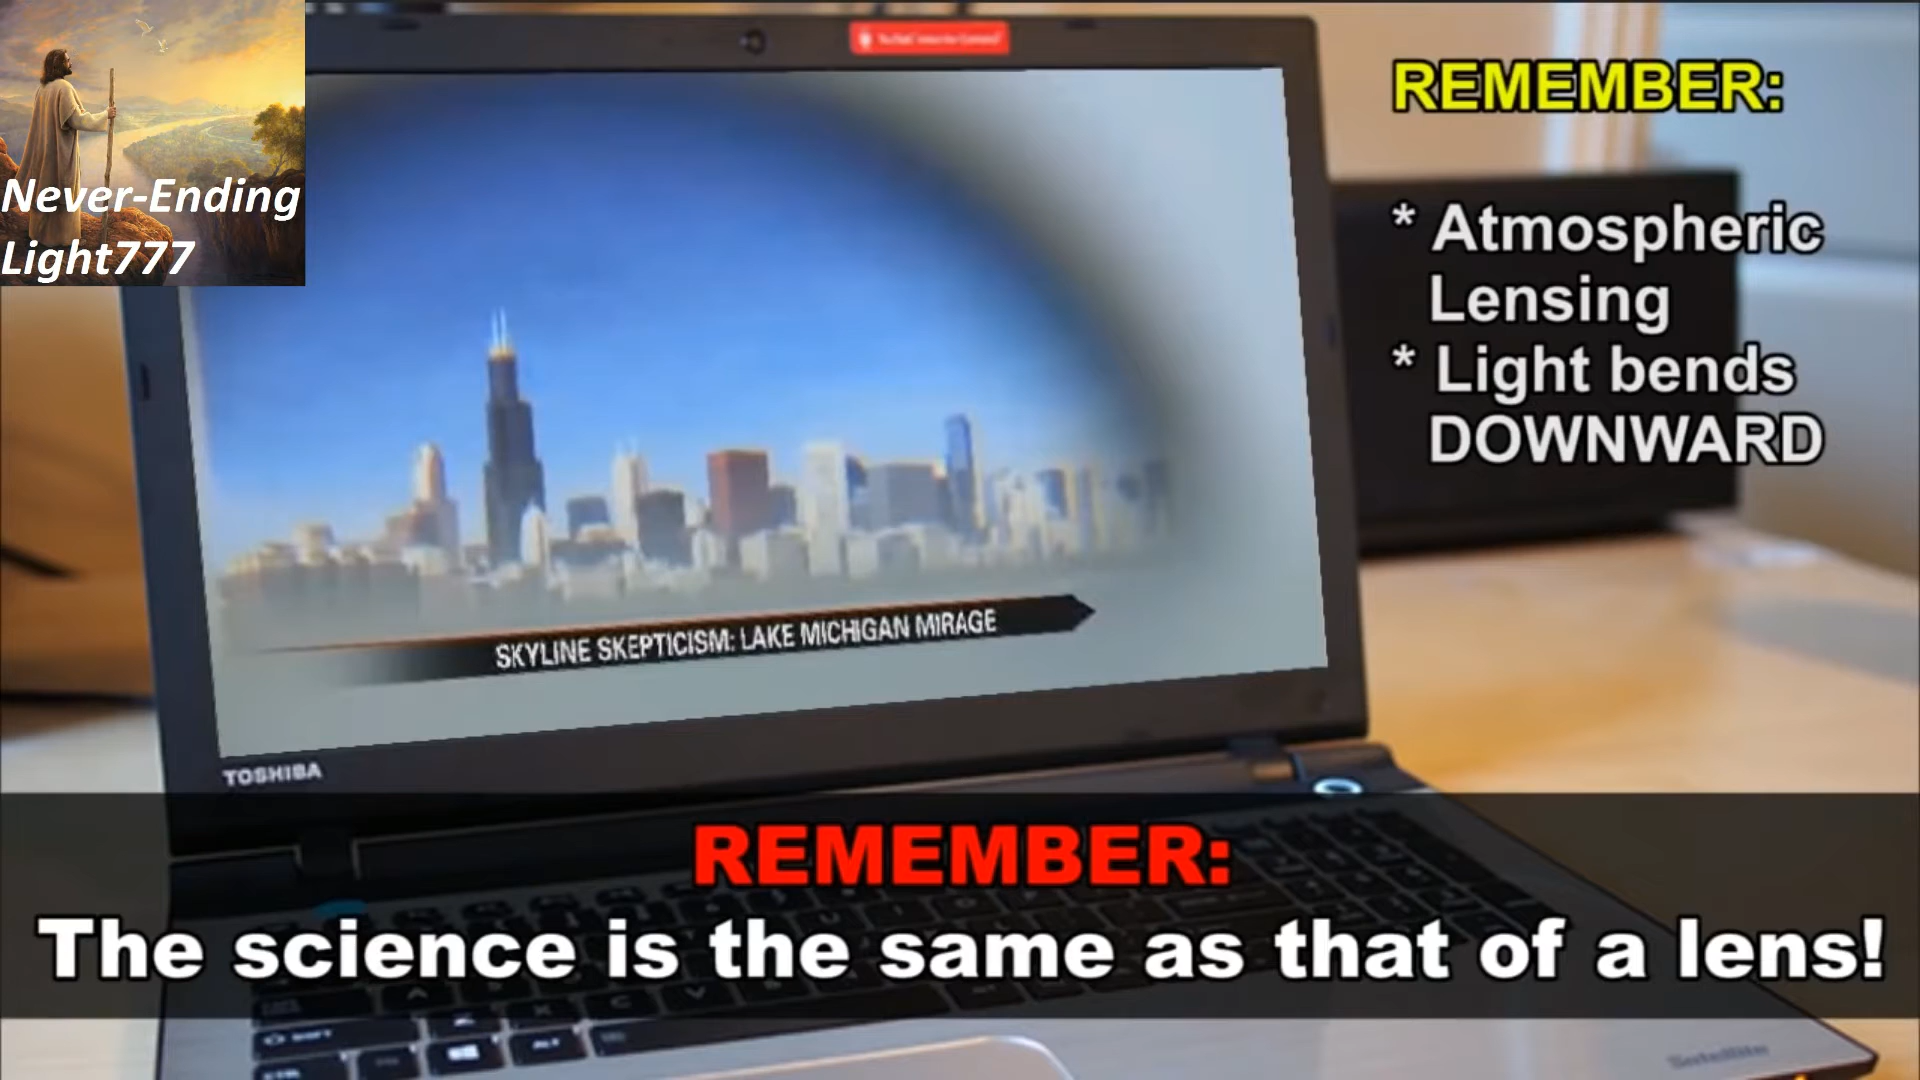 Never-Ending
Light777
REMEMBER:
* Atmospheric
Lensing
* Light bends
DOWNWARD
SKYLINE SKEPTICISM: LAKE MICHIGAN MIRAGE
TOSHIBA
REMEMBER:
The science is the same as that of a lens!
Satellite